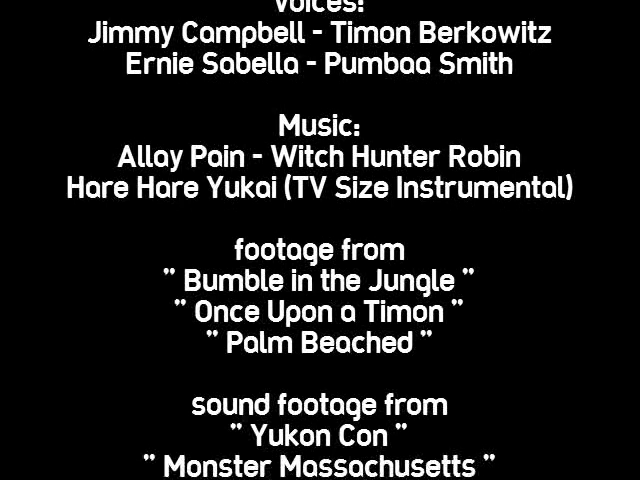 Voices:
Jimmy Campbell - Timon Berkowitz
Ernie Sabella - Pumbaa Smith
Music:
Allay Pain - Witch Hunter Robin
Hare Hare Yukai (TV Size Instrumental)
footage from
" Bumble in the Jungle "
" Once Upon a Timon "
" Palm Beached "
sound footage from
" Yukon Con "
" Monster Massachusetts "